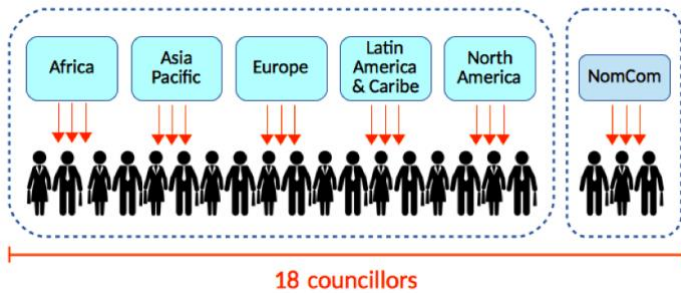 Africa
Asia
Pacific
Europe
Latin
America
& Caribe
North
America
NomCom
18 councillors